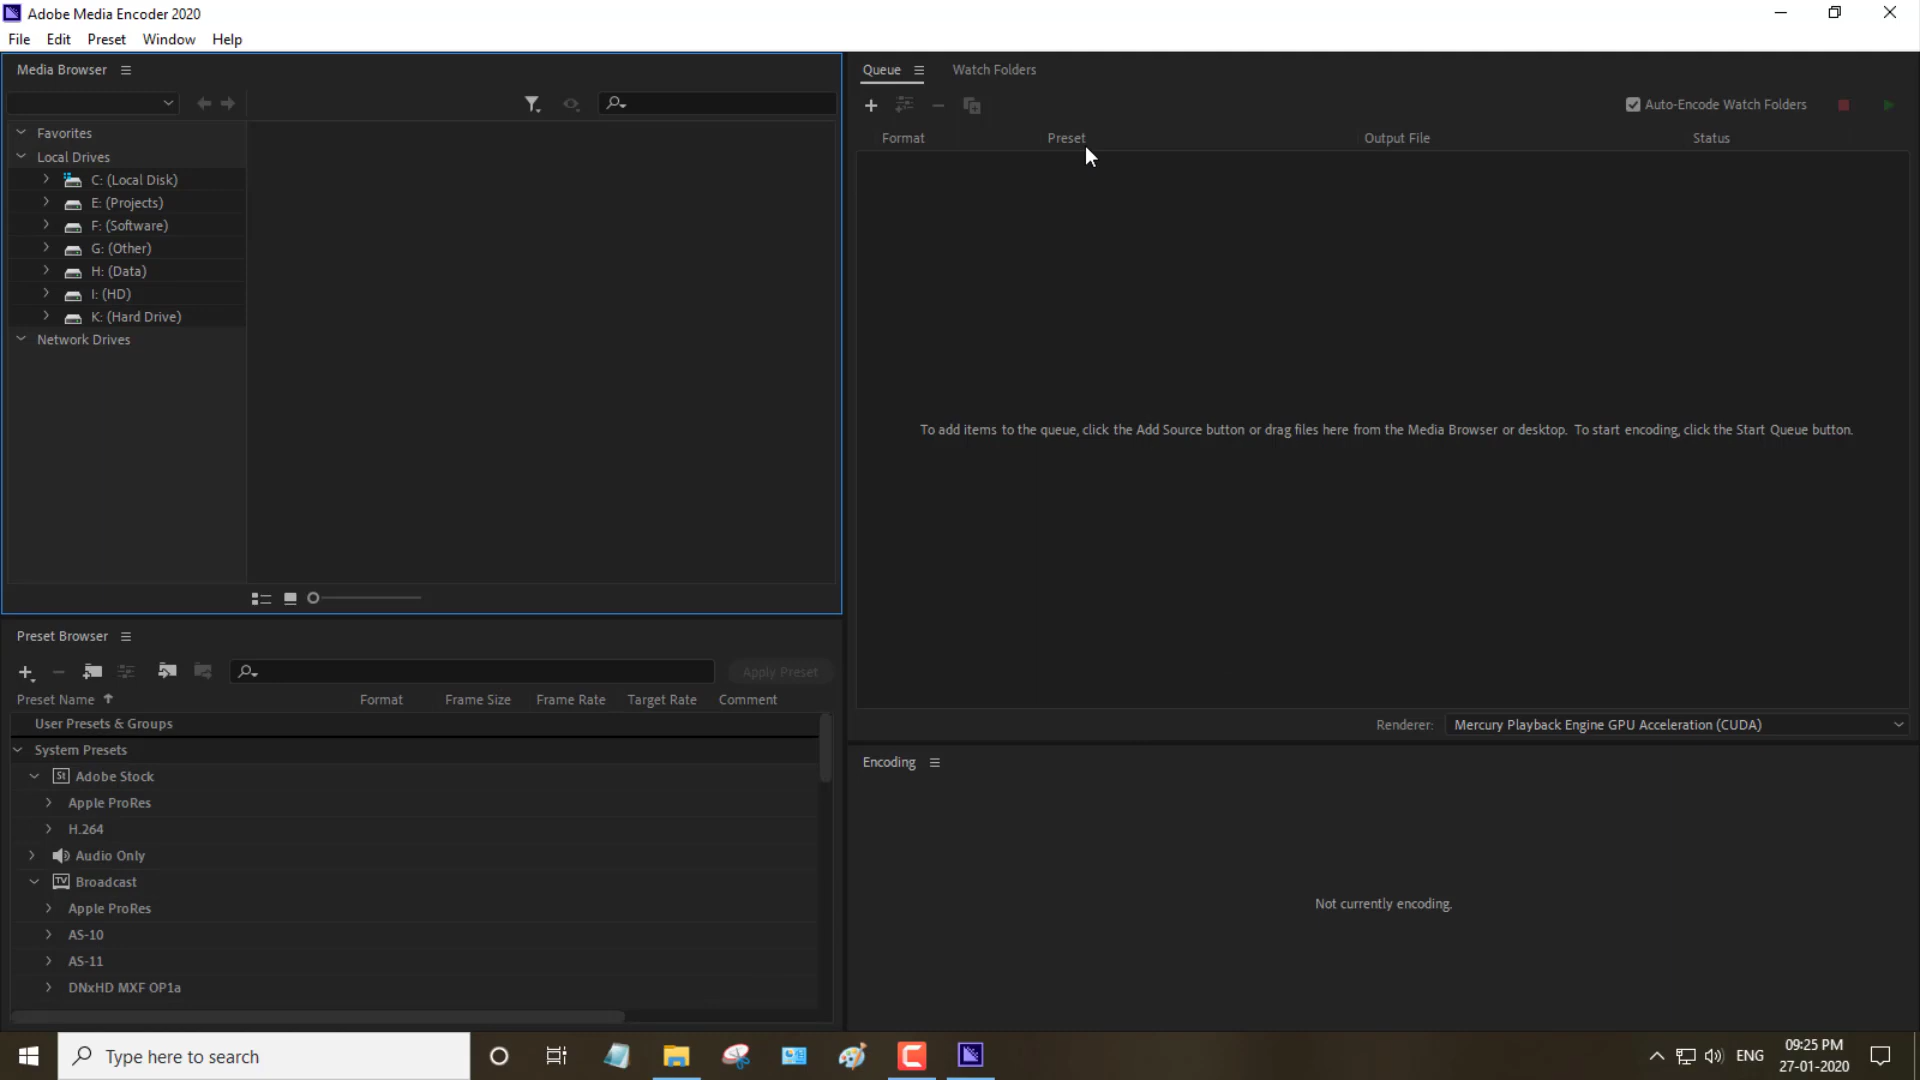 Adobe Media Encoder 2020
File Edit Preset Window Help
Media Browser
Favorites
Local Drives
C: (Local Disk)
E: (Projects)
F: (Software)
G: (Other)
H: (Data)
I: (HD)
K: (Hard Drive)
Network Drives
Queue Watch Folders
Auto-Encode Watch Folders
Format Preset Output File Status
To add items to the queue, click the Add Source button or drag files here from the Media Browser or desktop. To start encoding, click the Start Queue button.
Renderer: Mercury Playback Engine GPU Acceleration (CUDA)
Preset Browser
Apply Preset
Preset Name Format Frame Size Frame Rate Target Rate Comment
User Presets & Groups
System Presets
St Adobe Stock
Apple ProRes
H.264
Audio Only
TV Broadcast
Apple ProRes
AS-10
AS-11
DNxHD MXF OP1a
Encoding
Not currently encoding.
Type here to search
ENG
09:25 PM
27-01-2020